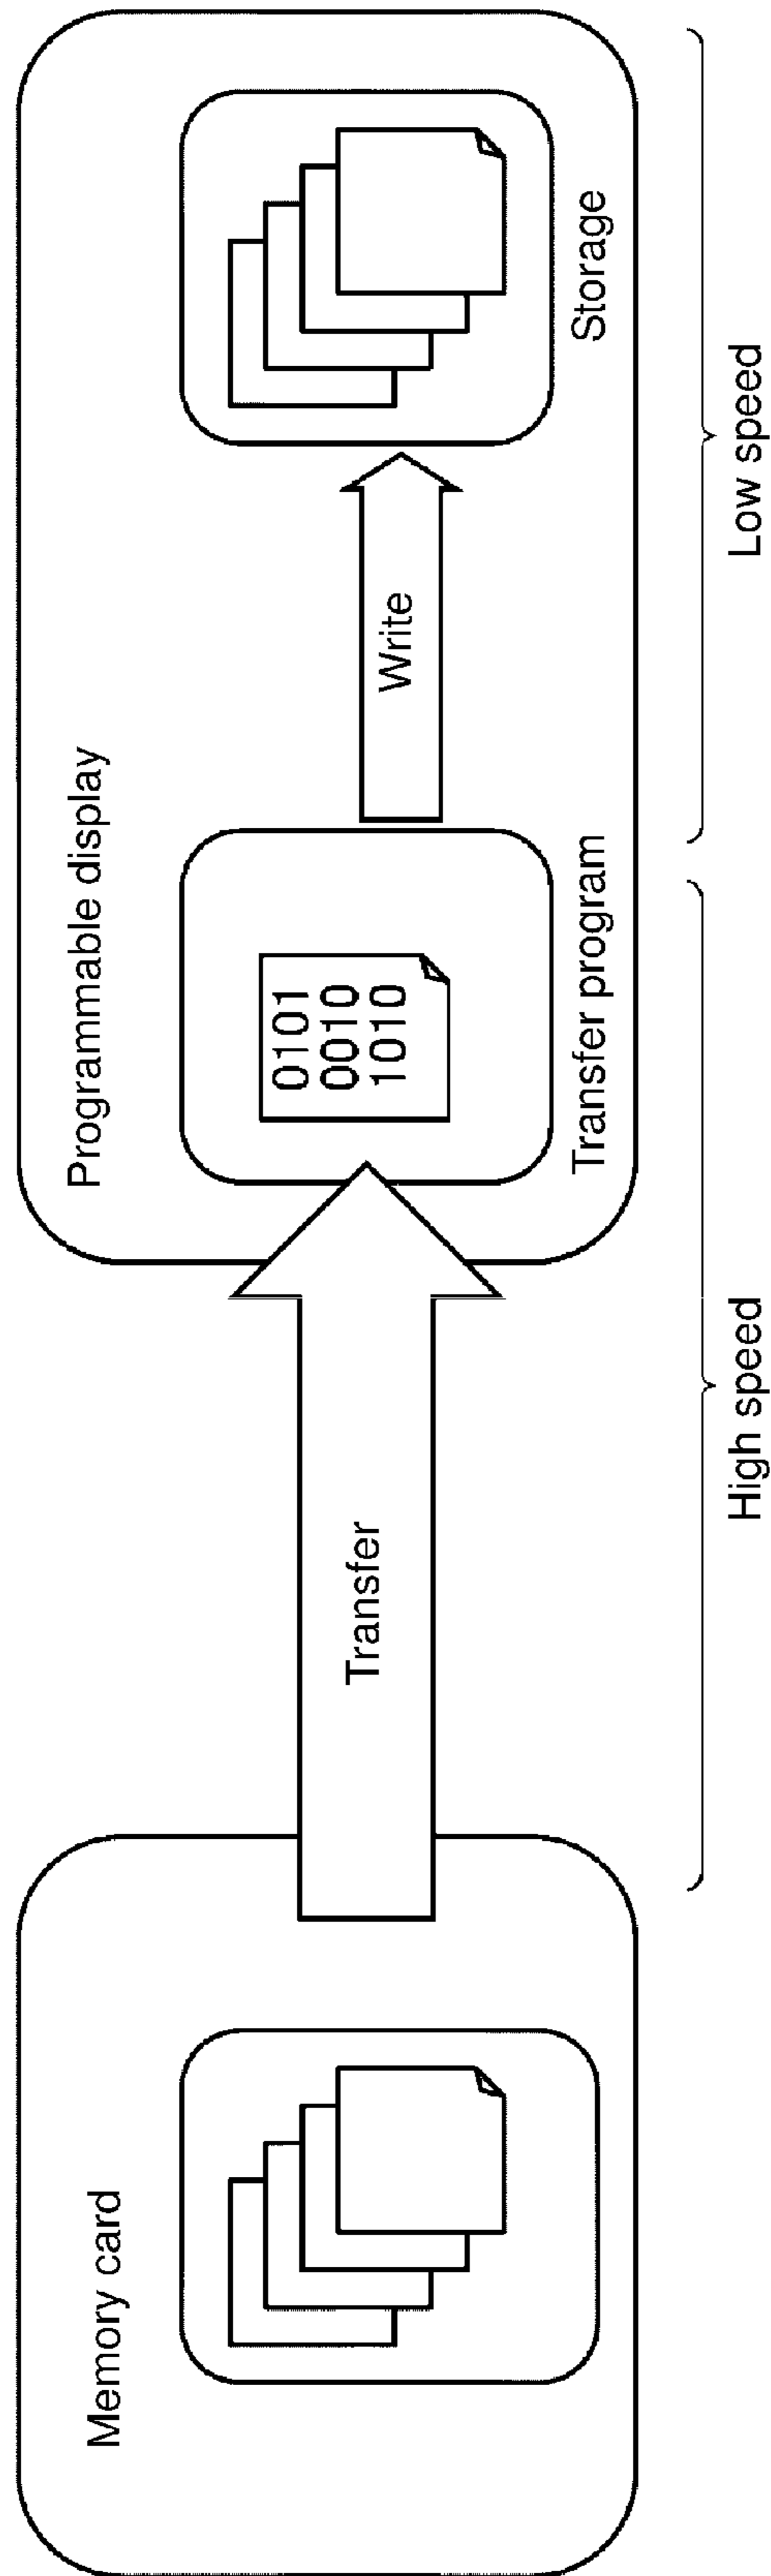 Memory card
Transfer
Programmable display
0101
0010
1010
Transfer program
Write
Storage
High speed
Low speed